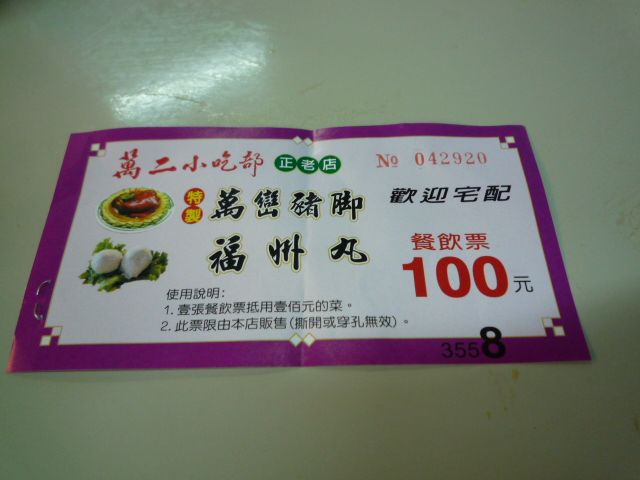 萬二小吃部 正老店 № 042920
特製 萬巒豬脚 歡迎宅配
福州丸 餐飲票
100元
使用說明:
1. 壹張餐飲票抵用壹佰元的菜。
2. 此票限由本店販售(撕開或穿孔無效)。
3558